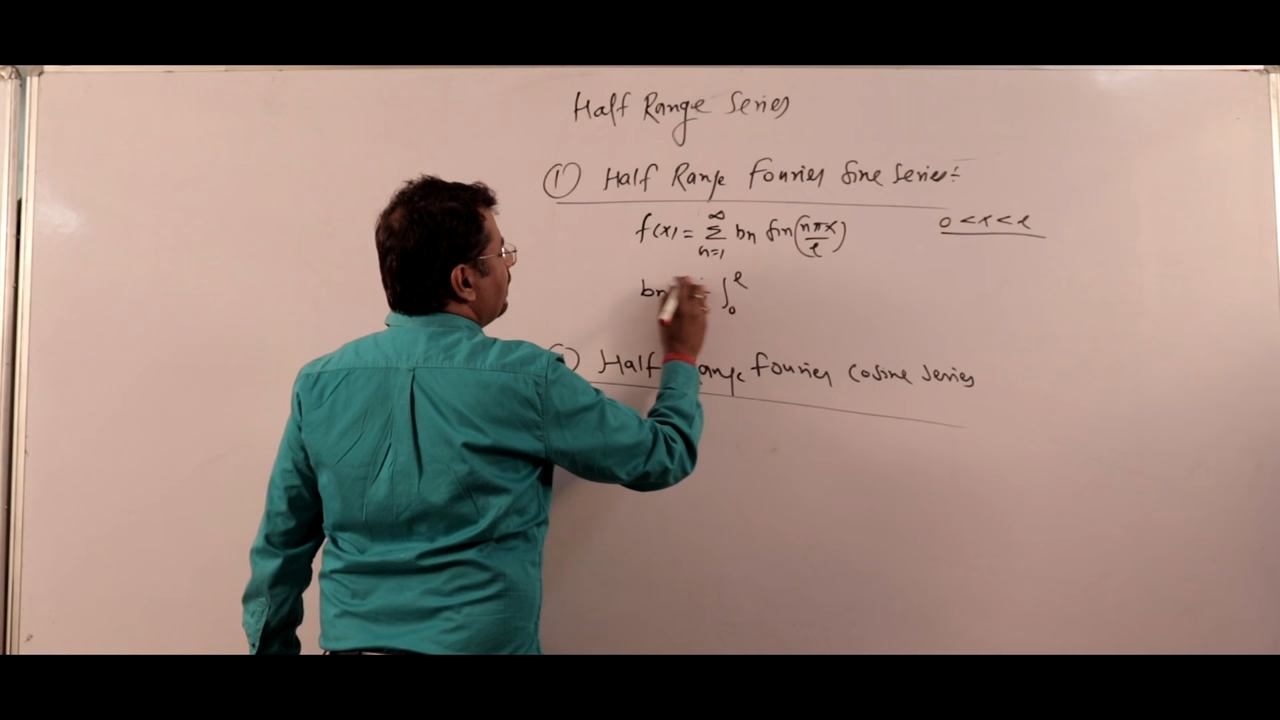 Half Range Series
① Half Range Fourier Sine Series:-
f(x) = ∞ Σ n=1 bn Sin(nπx/l) 0<x<l
bn ∫ l 0
Half Range Fourier Cosine Series